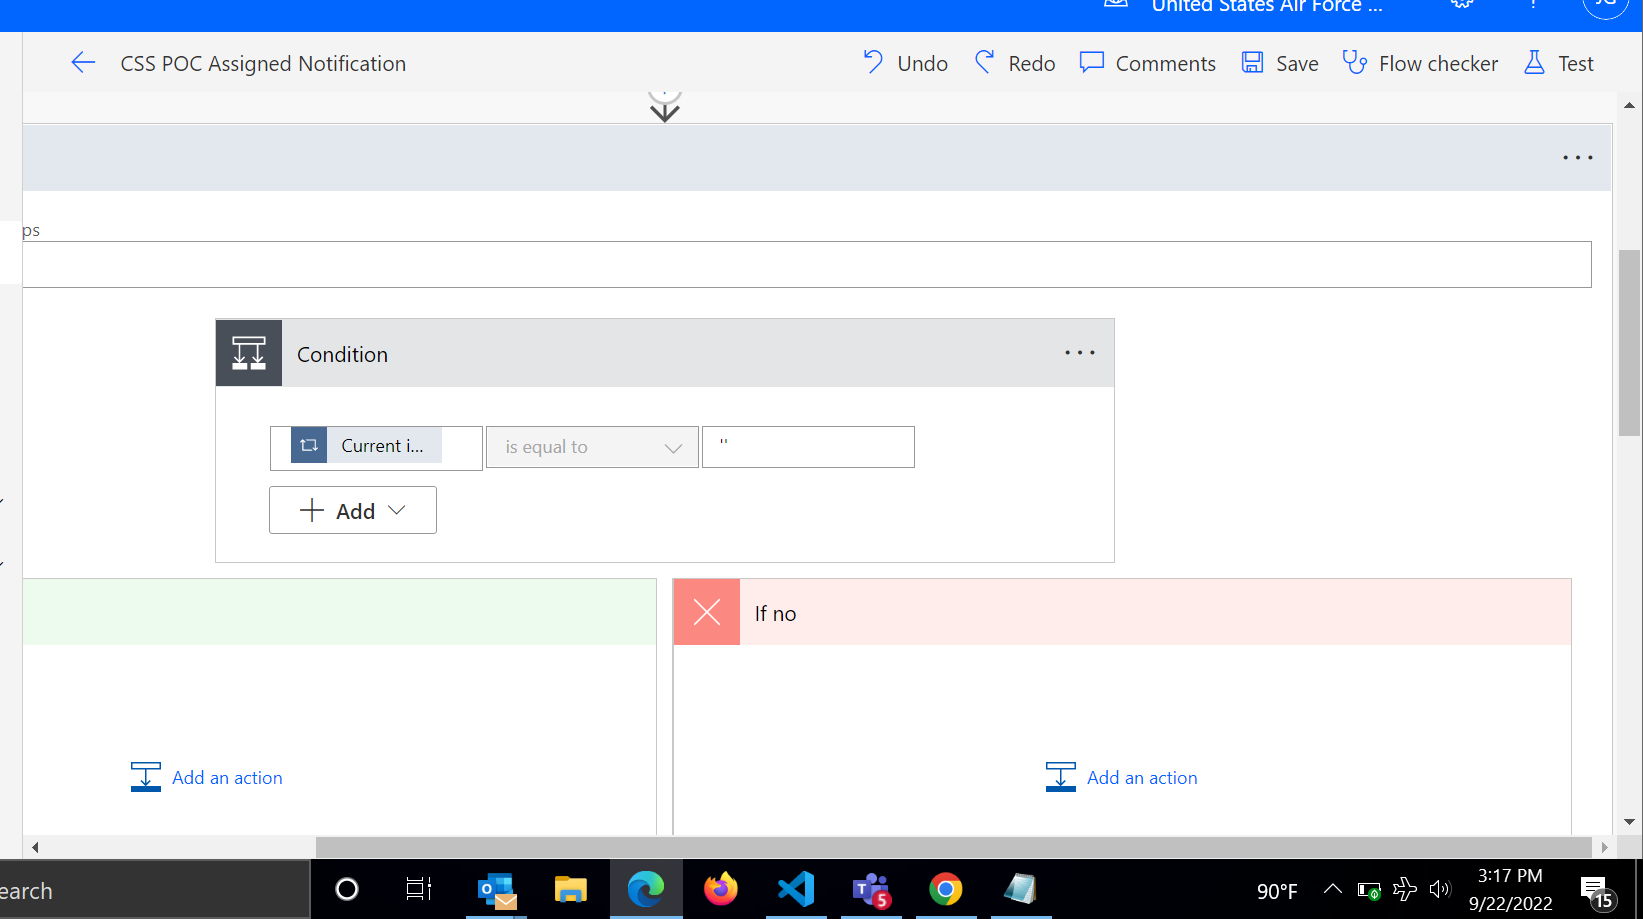 United States Air Force ...
?
JG
CSS POC Assigned Notification
Undo
Redo
Comments
Save
Flow checker
Test
ps
Condition
Current i...
is equal to
''
Add
If no
Add an action
Add an action
earch
5
90°F
3:17 PM
9/22/2022
15